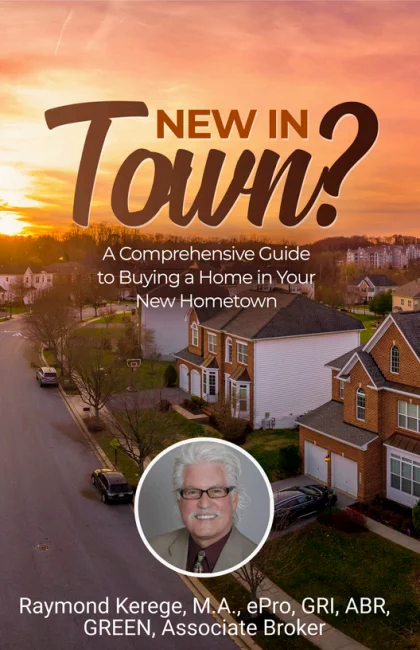 NEW IN
Town?
A Comprehensive Guide
to Buying a Home in Your
New Hometown
Raymond Kerege, M.A., ePro, GRI, ABR,
GREEN, Associate Broker